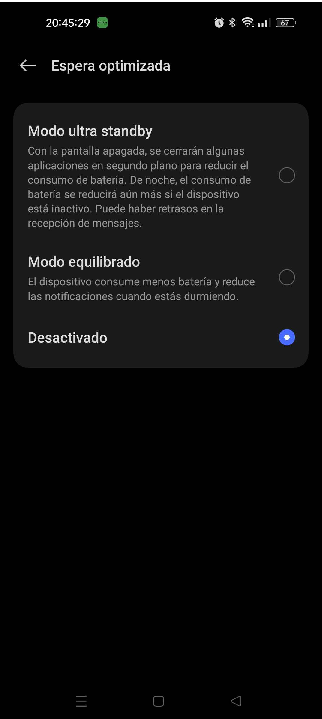 20:45:29
67
Espera optimizada
Modo ultra standby
Con la pantalla apagada, se cerrarán algunas
aplicaciones en segundo plano para reducir el
consumo de batería. De noche, el consumo de
batería se reducirá aún más si el dispositivo
está inactivo. Puede haber retrasos en la
recepción de mensajes.
Modo equilibrado
El dispositivo consume menos batería y reduce
las notificaciones cuando estás durmiendo.
Desactivado